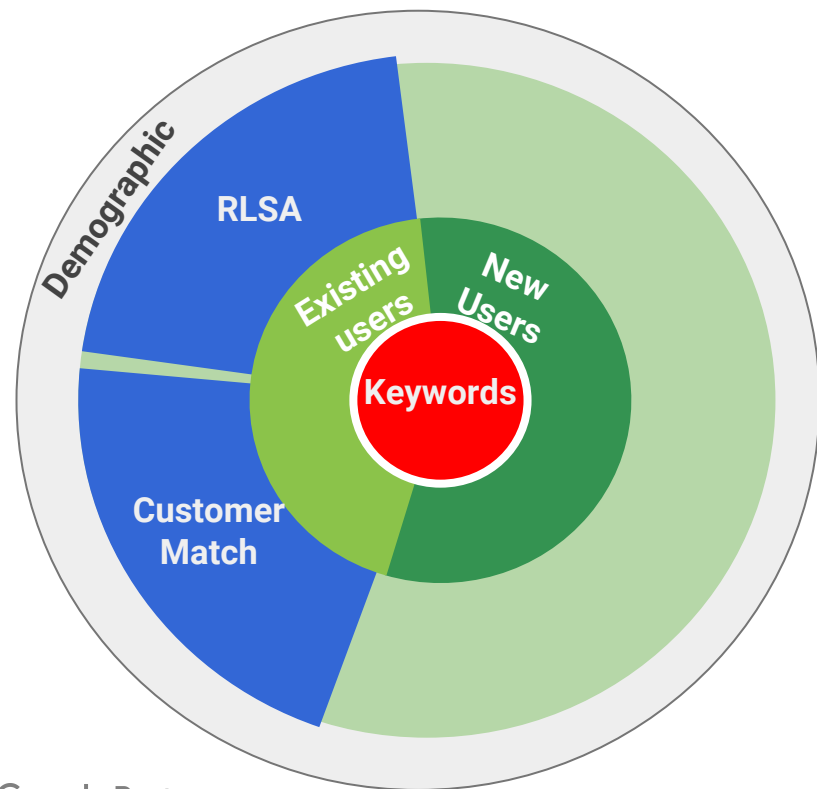 Demographic
RLSA
Existing
users
New
Users
Keywords
Customer
Match